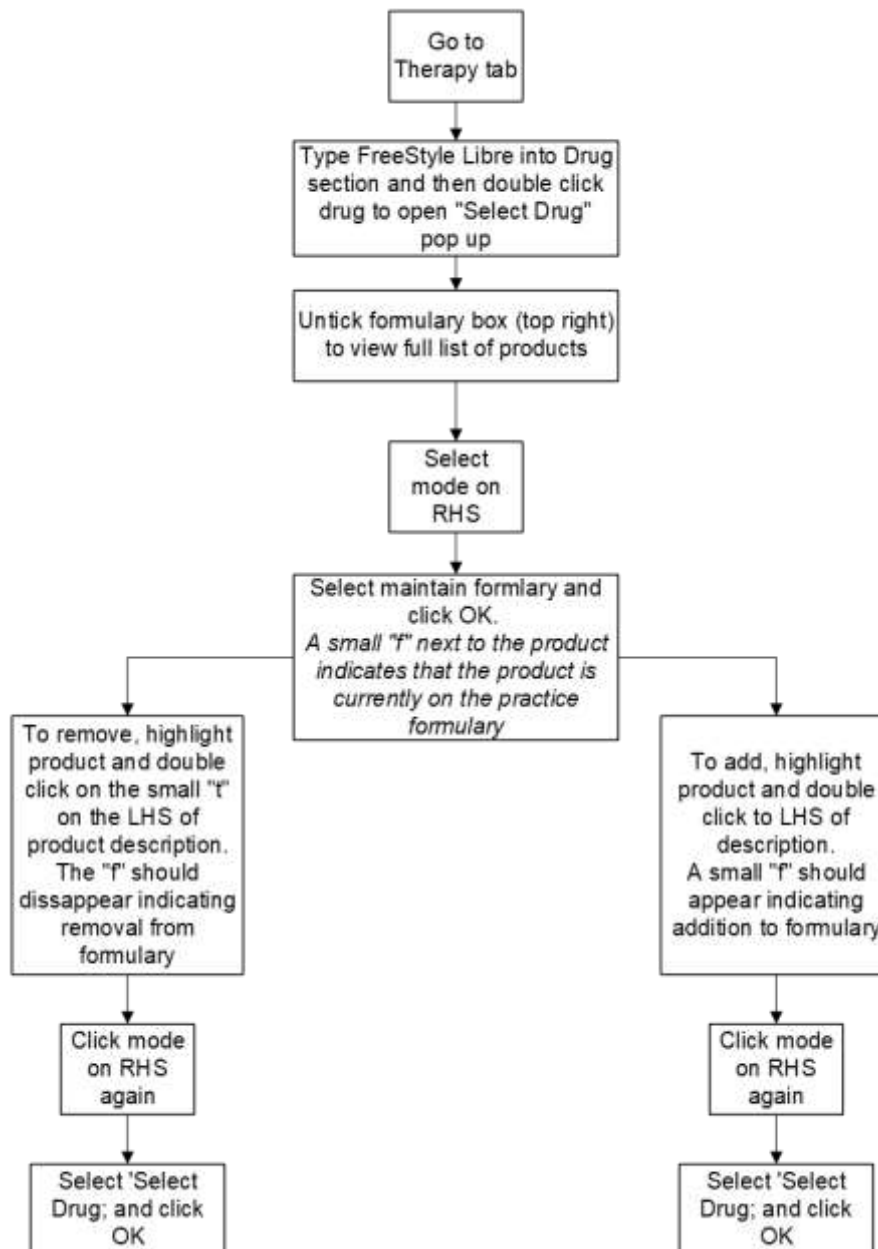 Go to
Therapy tab
Type FreeStyle Libre into Drug
section and then double click
drug to open "Select Drug"
pop up
Untick formulary box (top right)
to view full list of products
Select
mode on
RHS
Select maintain formlary and
click OK.
A small "f" next to the product
indicates that the product is
currently on the practice
formulary
To remove, highlight
product and double
click on the small "t"
on the LHS of
product description.
The "f" should
dissappear indicating
removal from
formulary
Click mode
on RHS
again
Select 'Select
Drug; and click
OK
To add, highlight
product and double
click to LHS of
description.
A small "f" should
appear indicating
addition to formulary
Click mode
on RHS
again
Select 'Select
Drug; and click
OK